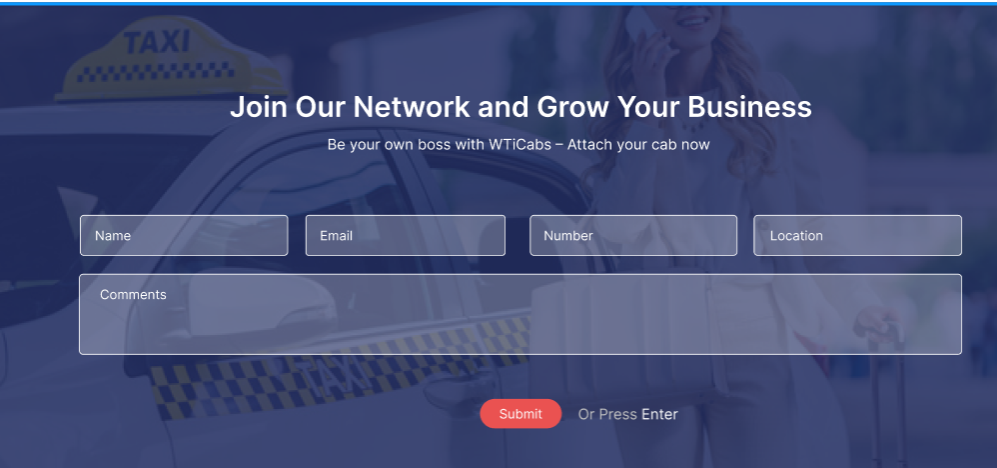 TAXI
Join Our Network and Grow Your Business
Be your own boss with WTiCabs – Attach your cab now
Name
Email
Number
Location
Comments
TAXI
Submit
Or Press Enter